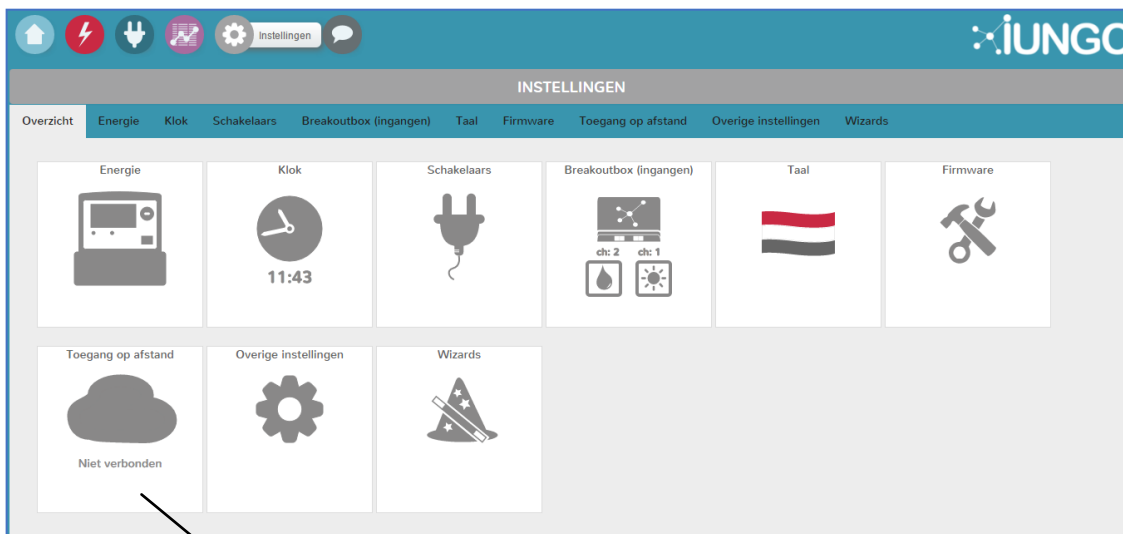 Instellingen
iUNGO
INSTELLINGEN
Overzicht Energie Klok Schakelaars Breakoutbox (ingangen) Taal Firmware Toegang op afstand Overige instellingen Wizards
Energie Klok Schakelaars Breakoutbox (ingangen) Taal Firmware
ch: 2 ch: 1
11:43
Toegang op afstand Overige instellingen Wizards
Niet verbonden